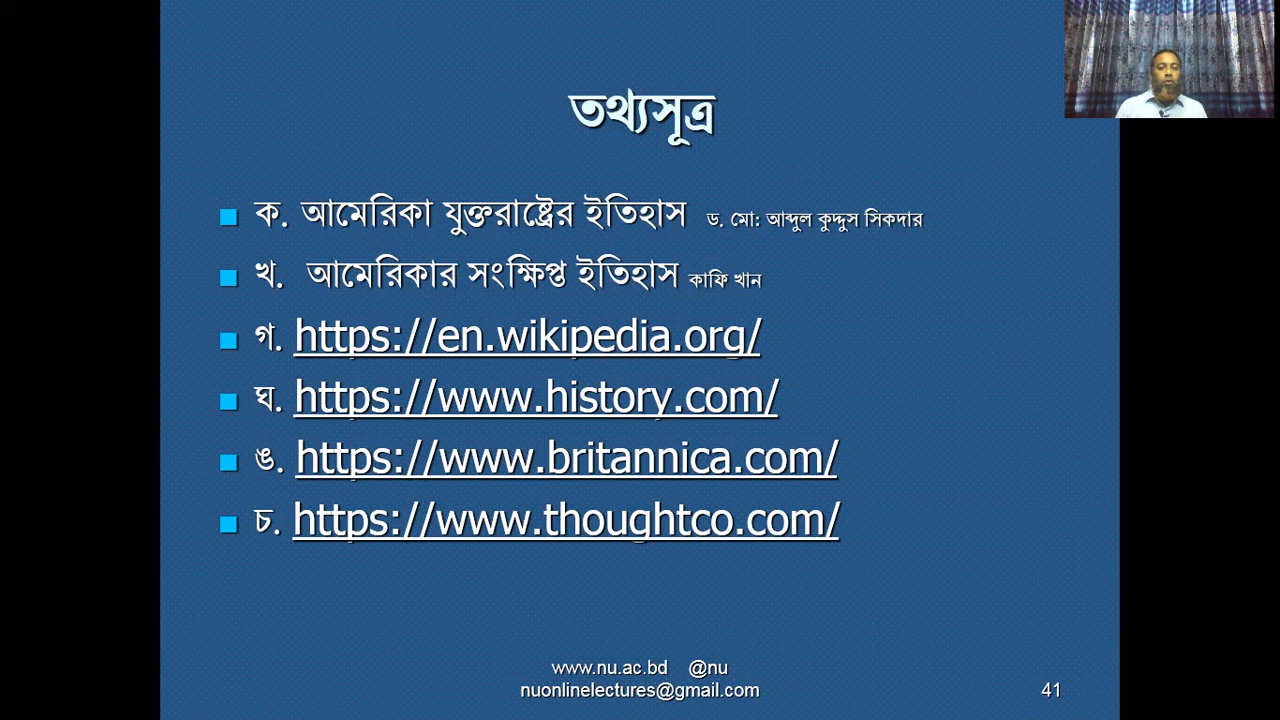 তথ্যসূত্র
ক. আমেরিকা যুক্তরাষ্ট্রের ইতিহাস ড. মো: আব্দুল কুদ্দুস সিকদার
খ. আমেরিকার সংক্ষিপ্ত ইতিহাস কাফি খান
গ. https://en.wikipedia.org/
ঘ. https://www.history.com/
ঙ. https://www.britannica.com/
চ. https://www.thoughtco.com/
www.nu.ac.bd @nu
nuonlinelectures@gmail.com
41